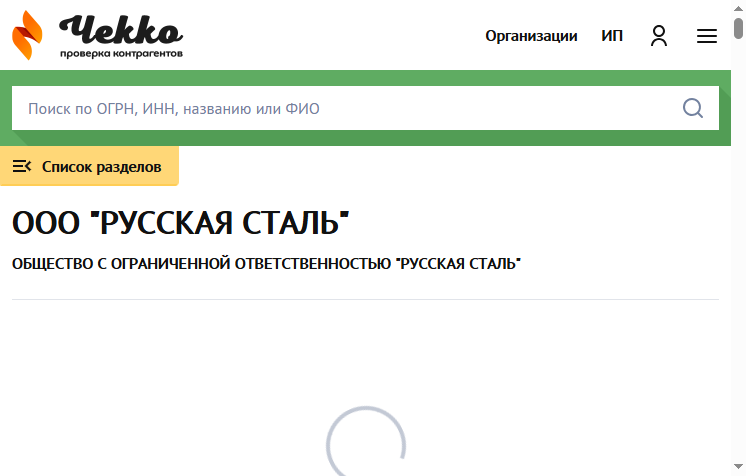 Чекко
проверка контрагентов
Организации
ИП
Поиск по ОГРН, ИНН, названию или ФИО
Список разделов
ООО "РУССКАЯ СТАЛЬ"
ОБЩЕСТВО С ОГРАНИЧЕННОЙ ОТВЕТСТВЕННОСТЬЮ "РУССКАЯ СТАЛЬ"